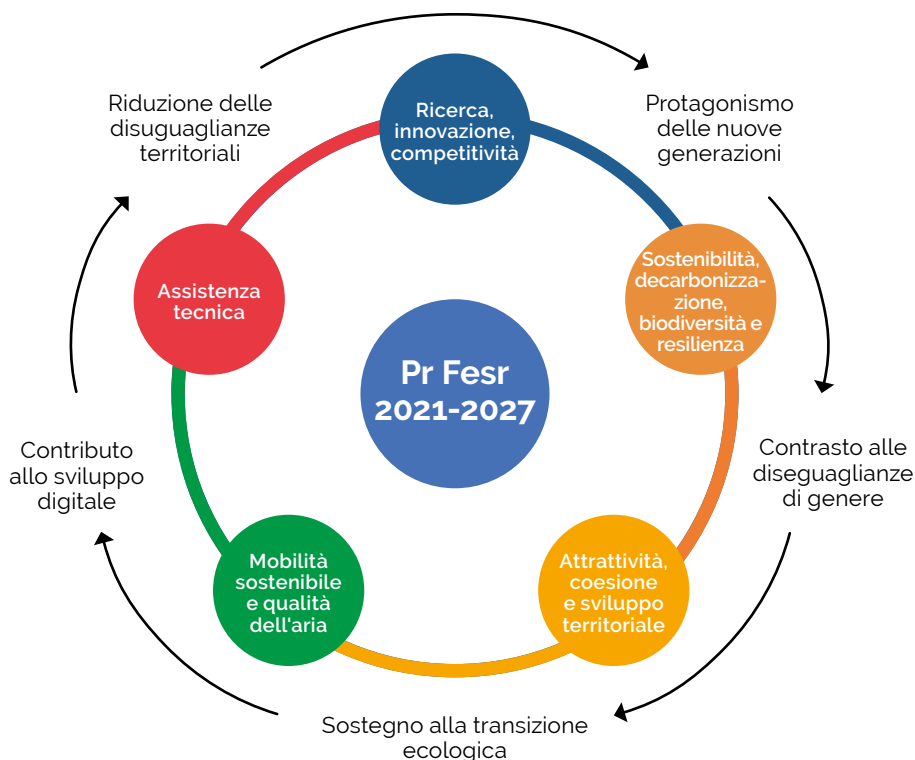 Riduzione delle
disuguaglianze
territoriali
Ricerca,
innovazione,
competitività
Protagonismo
delle nuove
generazioni
Assistenza
tecnica
Sostenibilità,
decarbonizza-
zione,
biodiversità e
resilienza
Pr Fesr
2021-2027
Contributo
allo sviluppo
digitale
Contrasto alle
diseguaglianze
di genere
Mobilità
sostenibile
e qualità
dell'aria
Attrattività,
coesione
e sviluppo
territoriale
Sostegno alla transizione
ecologica